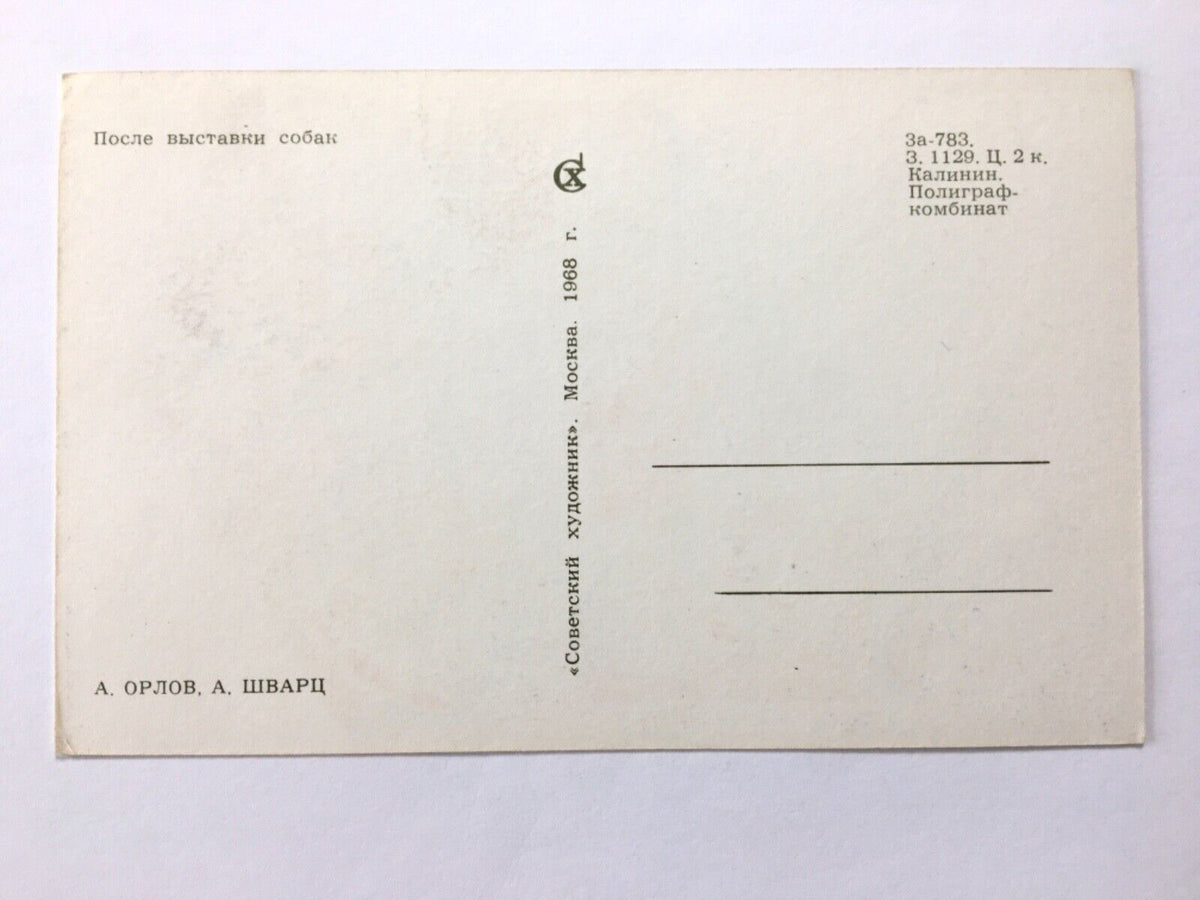 После выставки собак
А. ОРЛОВ, А. ШВАРЦ
СХ
«Советский художник». Москва. 1968 г.
За-783.
З. 1129. Ц. 2 к.
Калинин.
Полиграф-
комбинат